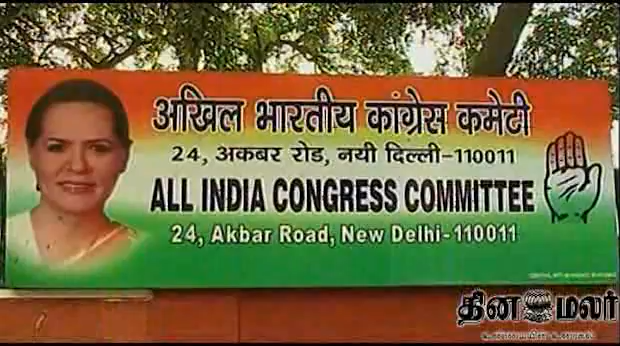 अखिल भारतीय कांग्रेस कमेटी
24, अकबर रोड, नयी दिल्ली-110011
ALL INDIA CONGRESS COMMITTEE
24, Akbar Road, New Delhi-110011
தினமலர்